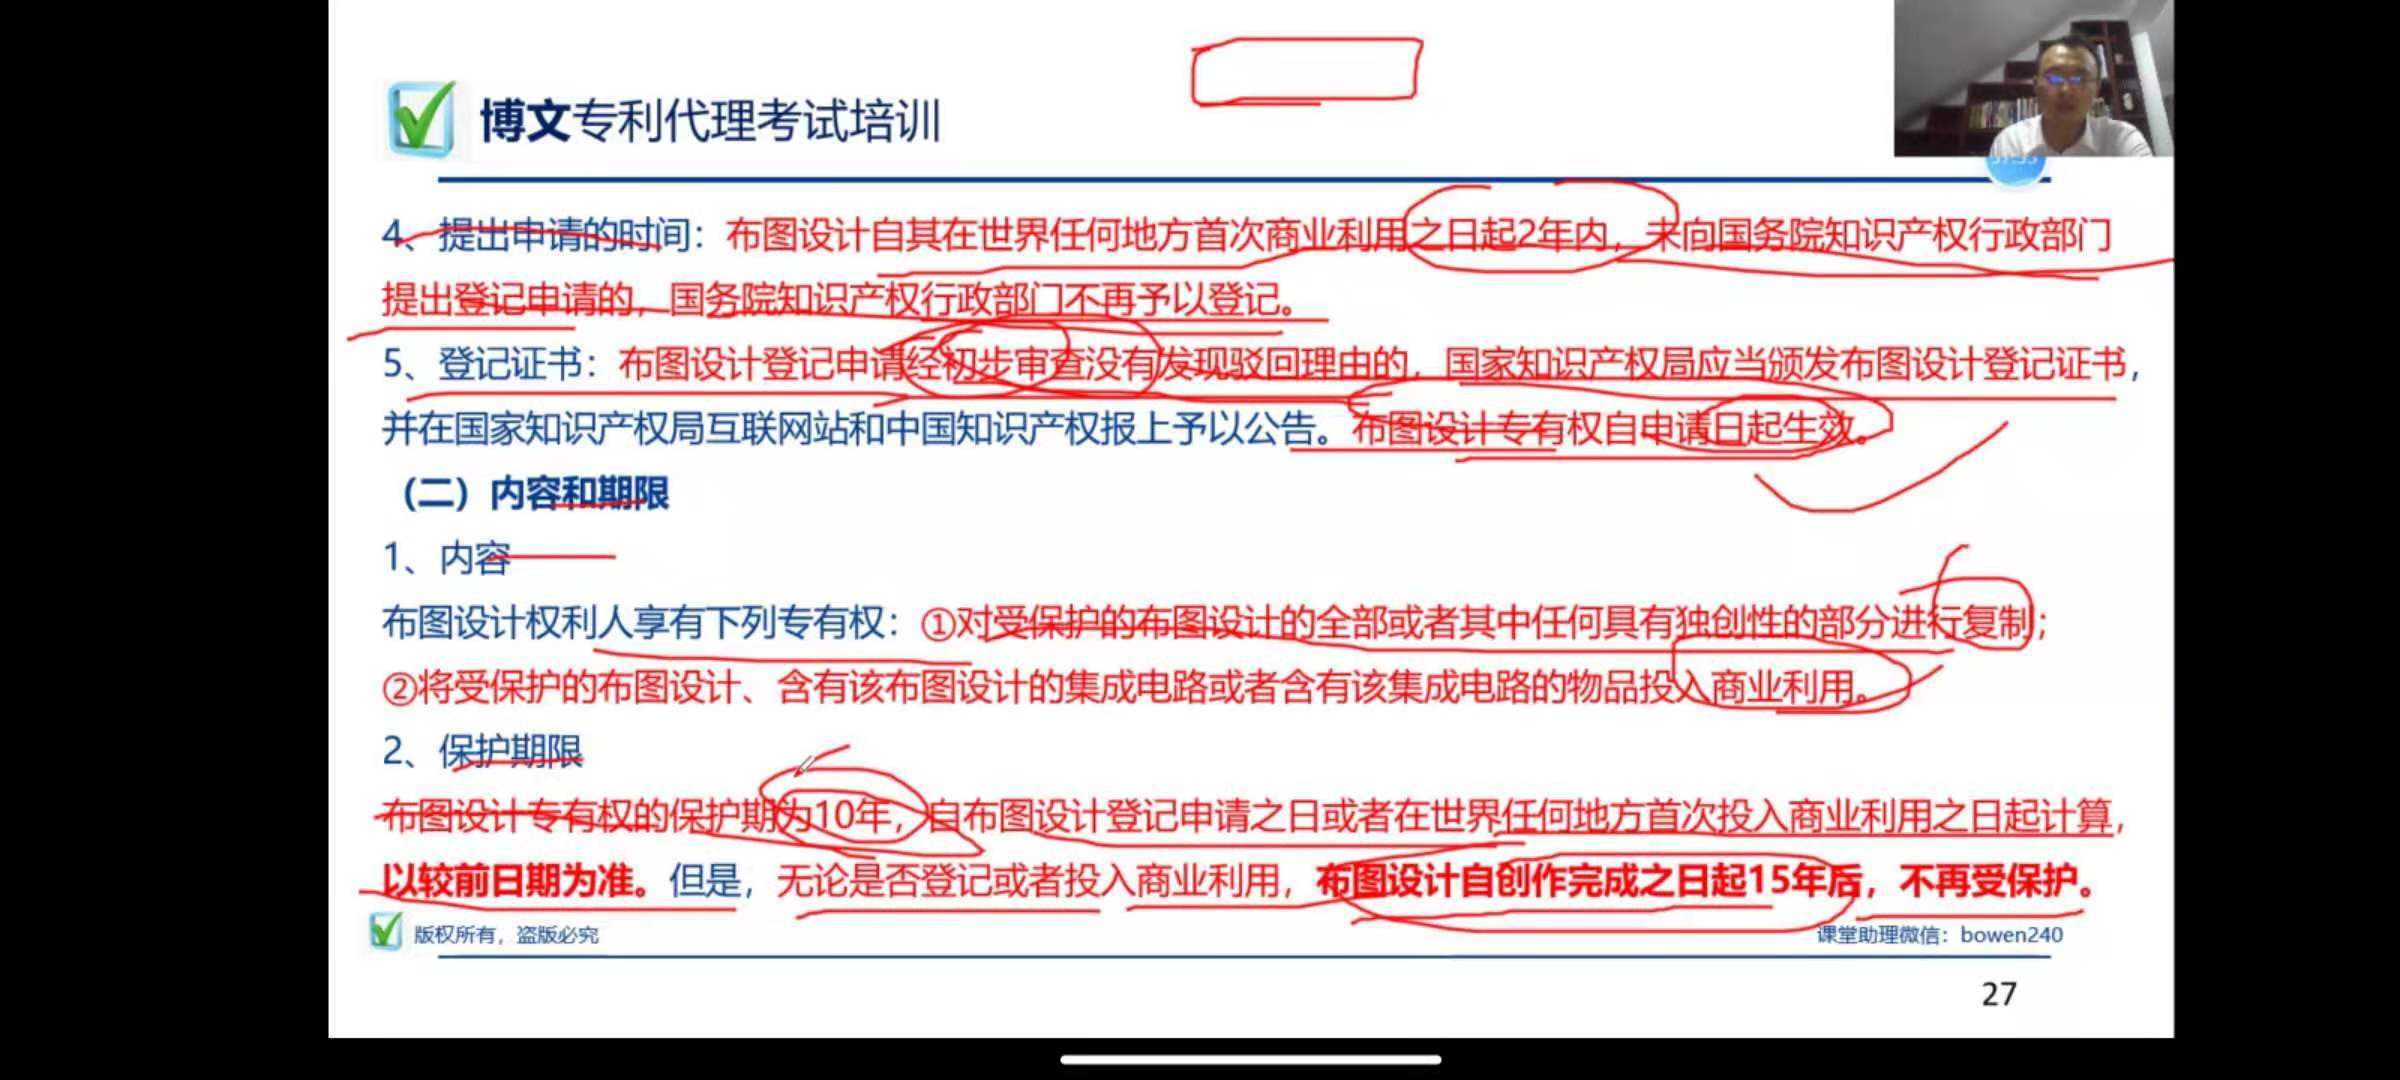 博文专利代理考试培训
4、提出申请的时间：布图设计自其在世界任何地方首次商业利用之日起2年内，未向国务院知识产权行政部门
提出登记申请的，国务院知识产权行政部门不再予以登记。
5、登记证书：布图设计登记申请经初步审查没有发现驳回理由的，国家知识产权局应当颁发布图设计登记证书，
并在国家知识产权局互联网站和中国知识产权报上予以公告。布图设计专有权自申请日起生效。
（二）内容和期限
1、内容
布图设计权利人享有下列专有权：①对受保护的布图设计的全部或者其中任何具有独创性的部分进行复制；
②将受保护的布图设计、含有该布图设计的集成电路或者含有该集成电路的物品投入商业利用。
2、保护期限
布图设计专有权的保护期为10年，自布图设计登记申请之日或者在世界任何地方首次投入商业利用之日起计算，
以较前日期为准。但是，无论是否登记或者投入商业利用，布图设计自创作完成之日起15年后，不再受保护。
版权所有，盗版必究
课堂助理微信：bowen240
27